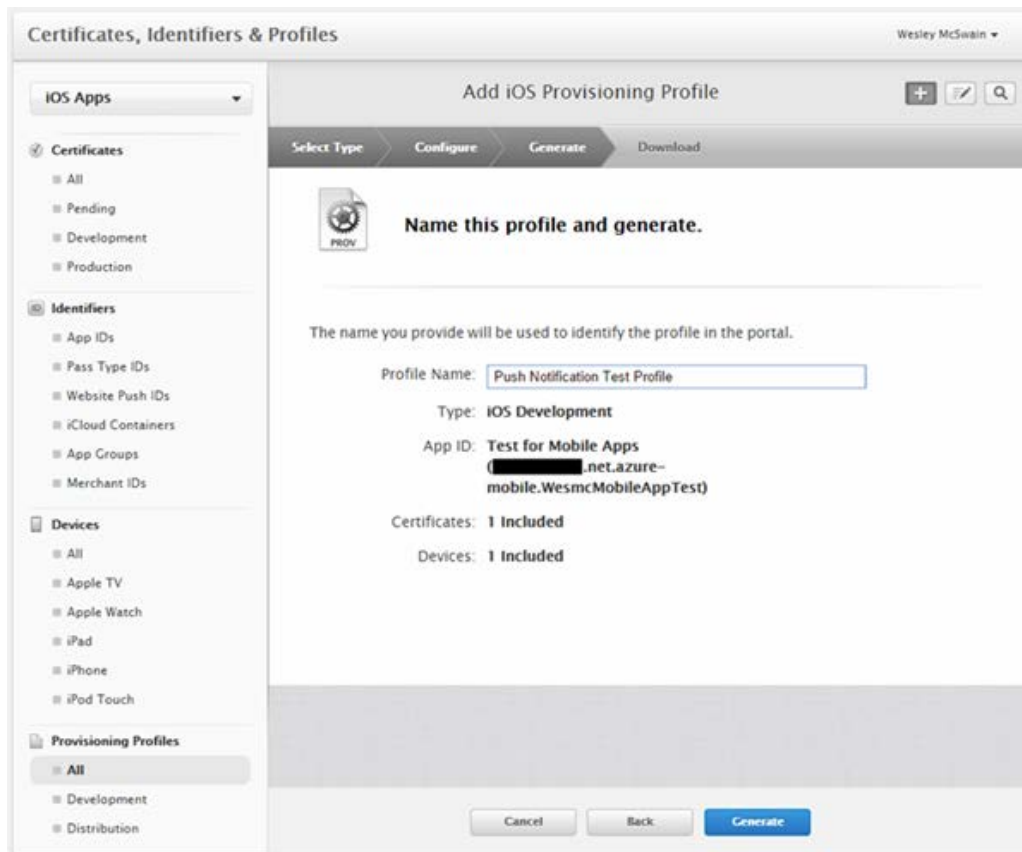 Certificates, Identifiers & Profiles
Wesley McSwain
iOS Apps
Add iOS Provisioning Profile
Select Type
Configure
Generate
Download
Certificates
All
Pending
Development
Production
Identifiers
App IDs
Pass Type IDs
Website Push IDs
iCloud Containers
App Groups
Merchant IDs
Devices
All
Apple TV
Apple Watch
iPad
iPhone
iPod Touch
Provisioning Profiles
All
Development
Distribution
PROV
Name this profile and generate.
The name you provide will be used to identify the profile in the portal.
Profile Name: Push Notification Test Profile
Type: iOS Development
App ID: Test for Mobile Apps
( .net.azure-
mobile.WesmcMobileAppTest)
Certificates: 1 Included
Devices: 1 Included
Cancel
Back
Generate